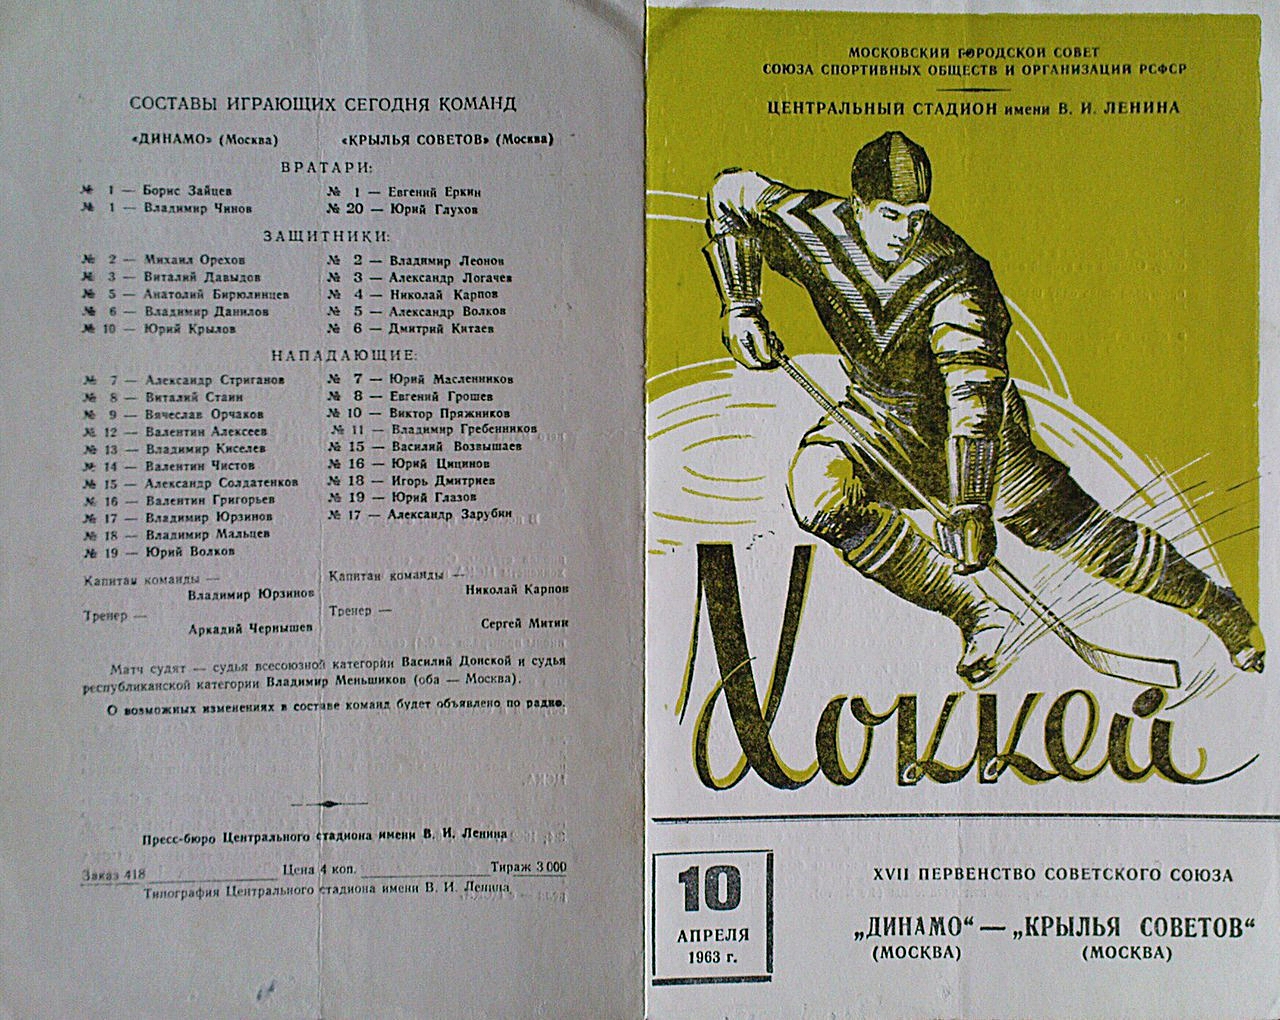 СОСТАВЫ ИГРАЮЩИХ СЕГОДНЯ КОМАНД
«ДИНАМО» (Москва) «КРЫЛЬЯ СОВЕТОВ» (Москва)
ВРАТАРИ:
№ 1 — Борис Зайцев № 1 — Евгений Еркин
№ 1 — Владимир Чинов № 20 — Юрий Глухов
ЗАЩИТНИКИ:
№ 2 — Михаил Орехов № 2 — Владимир Леонов
№ 3 — Виталий Давыдов № 3 — Александр Логачев
№ 5 — Анатолий Бирюлинцев № 4 — Николай Карпов
№ 6 — Владимир Данилов № 5 — Александр Волков
№ 10 — Юрий Крылов № 6 — Дмитрий Китаев
НАПАДАЮЩИЕ:
№ 7 — Александр Стриганов № 7 — Юрий Масленников
№ 8 — Виталий Стаин № 8 — Евгений Грошев
№ 9 — Вячеслав Орчаков № 10 — Виктор Пряжников
№ 12 — Валентин Алексеев № 11 — Владимир Гребенников
№ 13 — Владимир Киселев № 15 — Василий Возвышаев
№ 14 — Валентин Чистов № 16 — Юрий Цицинов
№ 15 — Александр Солдатенков № 18 — Игорь Дмитриев
№ 16 — Валентин Григорьев № 19 — Юрий Глазов
№ 17 — Владимир Юрзинов № 17 — Александр Зарубин
№ 18 — Владимир Мальцев
№ 19 — Юрий Волков
Капитан команды — Капитан команды —
Владимир Юрзинов Николай Карпов
Тренер — Тренер —
Аркадий Чернышев Сергей Митин
Матч судят — судья всесоюзной категории Василий Донской и судья
республиканской категории Владимир Меньшиков (оба — Москва).
О возможных изменениях в составе команд будет объявлено по радио.
Пресс-бюро Центрального стадиона имени В. И. Ленина
Заказ 418 Цена 4 коп. Тираж 3 000
Типография Центрального стадиона имени В. И. Ленина
МОСКОВСКИЙ ГОРОДСКОЙ СОВЕТ
СОЮЗА СПОРТИВНЫХ ОБЩЕСТВ И ОРГАНИЗАЦИЙ РСФСР
ЦЕНТРАЛЬНЫЙ СТАДИОН имени В. И. ЛЕНИНА
Хоккей
10
АПРЕЛЯ
1963 г.
XVII ПЕРВЕНСТВО СОВЕТСКОГО СОЮЗА
„ДИНАМО“ — „КРЫЛЬЯ СОВЕТОВ“
(МОСКВА) (МОСКВА)